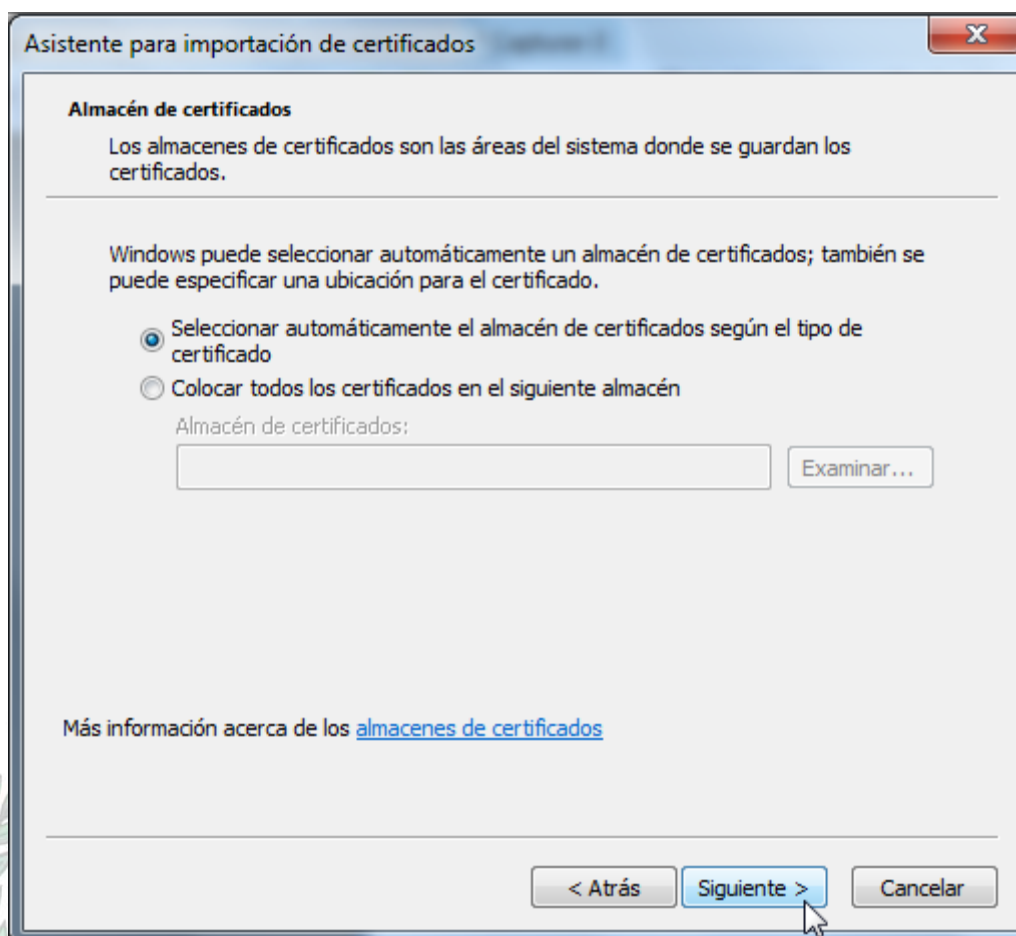 Asistente para importación de certificados
Almacén de certificados
Los almacenes de certificados son las áreas del sistema donde se guardan los
certificados.
Windows puede seleccionar automáticamente un almacén de certificados; también se
puede especificar una ubicación para el certificado.
Seleccionar automáticamente el almacén de certificados según el tipo de
certificado
Colocar todos los certificados en el siguiente almacén
Almacén de certificados:
Examinar...
Más información acerca de los almacenes de certificados
< Atrás Siguiente > Cancelar